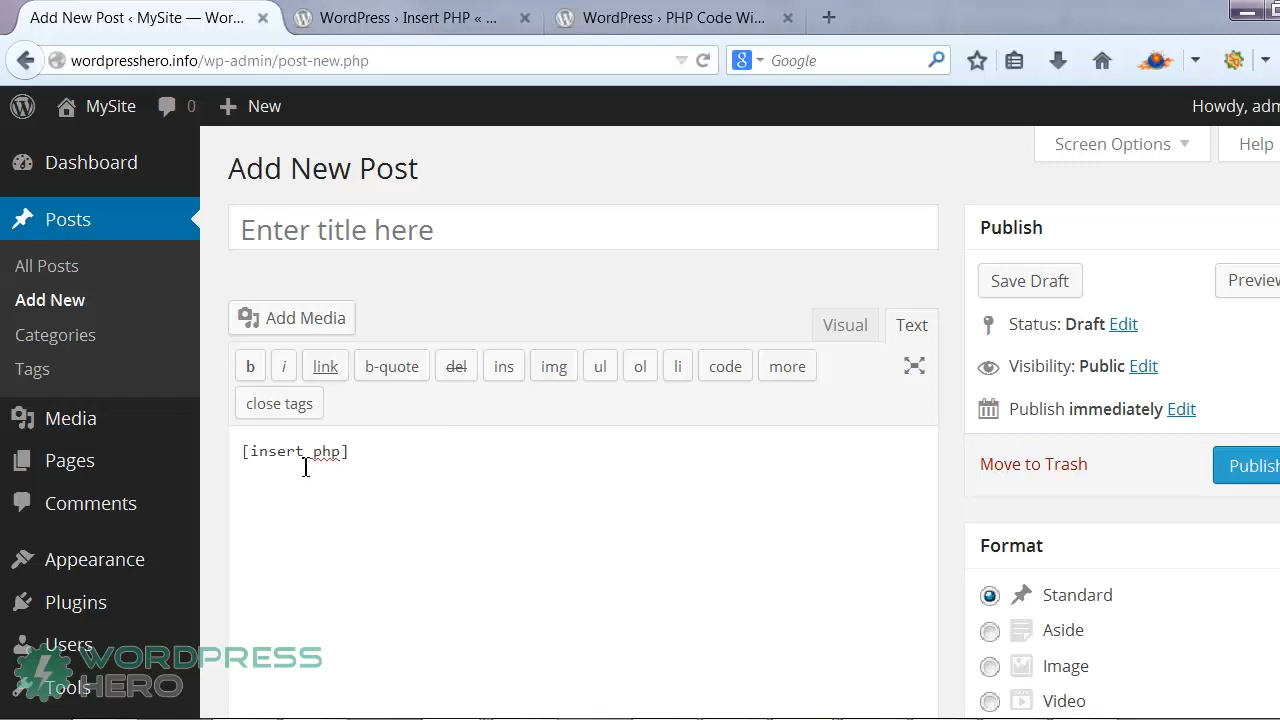 New Post ‹ MySite — Wor...
WordPress › Insert PHP « ...
WordPress › PHP Code Wi...
wordpresshero.info/wp-admin/post-new.php
Google
MySite
0
New
Howdy, adm
Dashboard
Posts
All Posts
Add New
Categories
Tags
Media
Pages
Comments
Appearance
Plugins
Users
Tools
Screen Options
Help
Add New Post
Enter title here
Add Media
Visual
Text
b
i
link
b-quote
del
ins
img
ul
ol
li
code
more
close tags
[insert_php]
Publish
Save Draft
Preview
Status: Draft Edit
Visibility: Public Edit
Publish immediately Edit
Move to Trash
Publish
Format
Standard
Aside
Image
Video
WORDPRESS
HERO